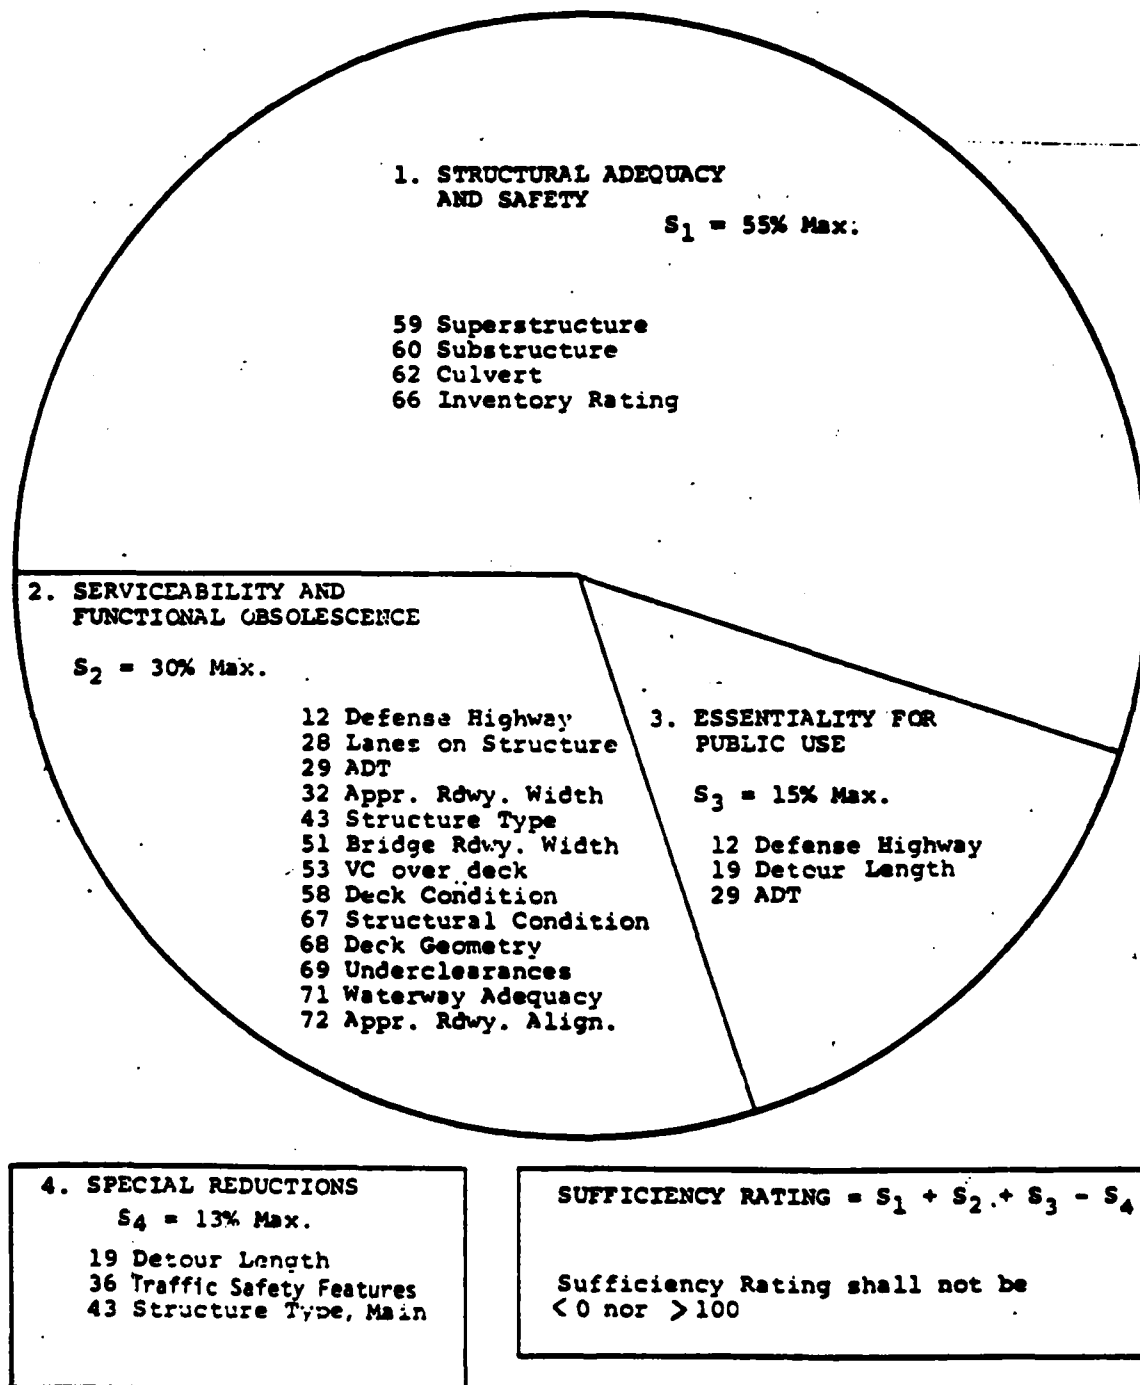 1. STRUCTURAL ADEQUACY
AND SAFETY
S1 = 55% Max.
59 Superstructure
60 Substructure
62 Culvert
66 Inventory Rating
2. SERVICEABILITY AND
FUNCTIONAL OBSOLESCENCE
S2 = 30% Max.
12 Defense Highway
28 Lanes on Structure
29 ADT
32 Appr. Rdwy. Width
43 Structure Type
51 Bridge Rdwy. Width
53 VC over deck
58 Deck Condition
67 Structural Condition
68 Deck Geometry
69 Underclearances
71 Waterway Adequacy
72 Appr. Rdwy. Align.
3. ESSENTIALITY FOR
PUBLIC USE
S3 = 15% Max.
12 Defense Highway
19 Detour Length
29 ADT
4. SPECIAL REDUCTIONS
S4 = 13% Max.
19 Detour Length
36 Traffic Safety Features
43 Structure Type, Main
SUFFICIENCY RATING = S1 + S2 + S3 - S4
Sufficiency Rating shall not be
< 0 nor > 100